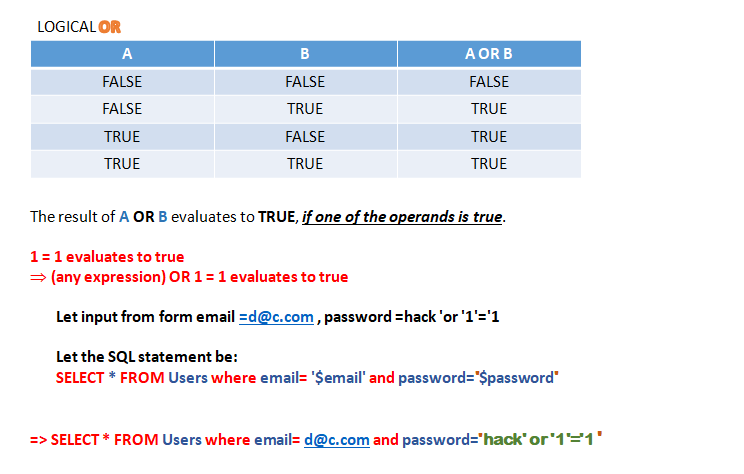 LOGICAL OR
A B A OR B
FALSE FALSE FALSE
FALSE TRUE TRUE
TRUE FALSE TRUE
TRUE TRUE TRUE
The result of A OR B evaluates to TRUE, if one of the operands is true.
1 = 1 evaluates to true
⇒ (any expression) OR 1 = 1 evaluates to true
Let input from form email =d@c.com , password =hack 'or '1'='1
Let the SQL statement be:
SELECT * FROM Users where email= '$email' and password='$password'
=> SELECT * FROM Users where email= d@c.com and password='hack' or '1'='1'